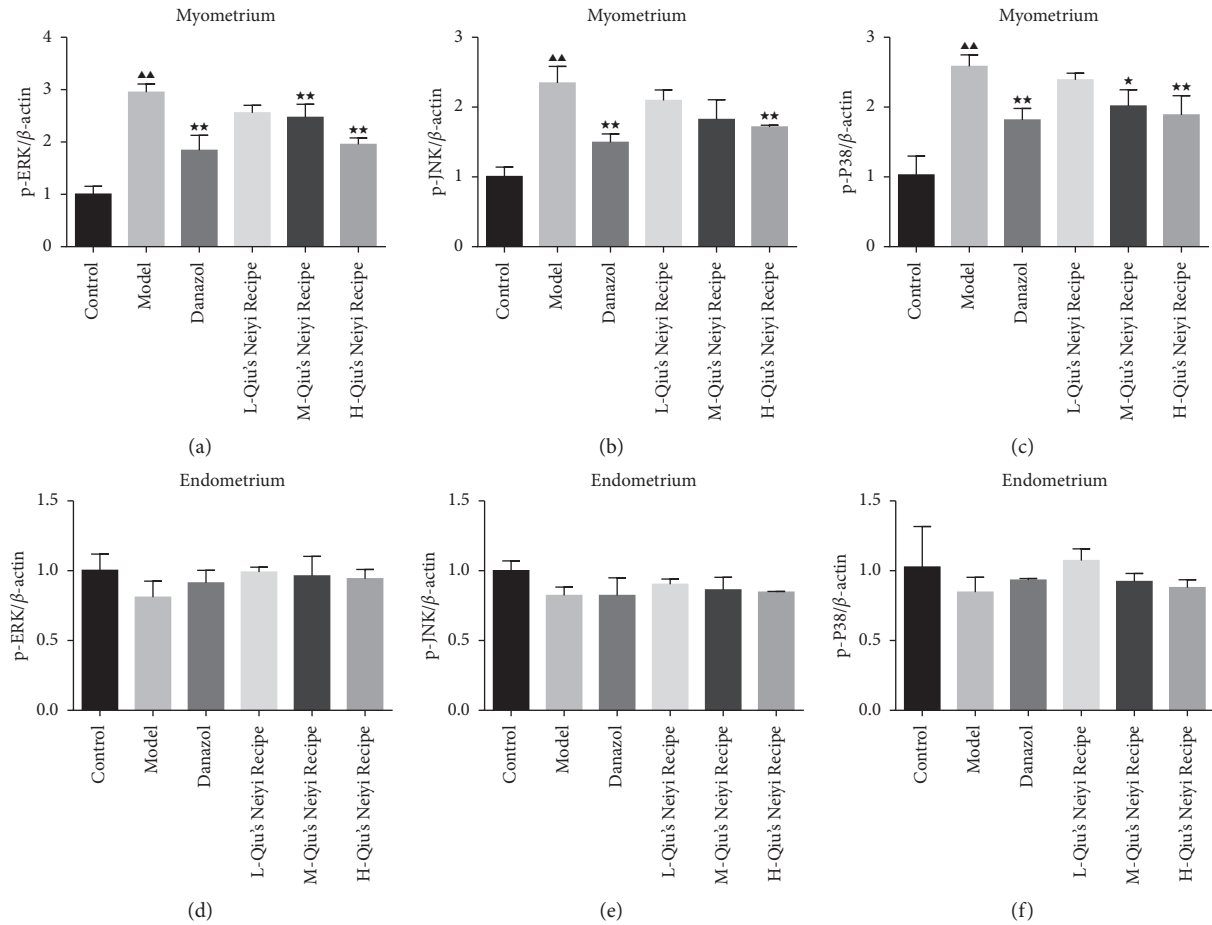 Myometrium
p-ERK/β-actin
4
3
2
1
0
▲▲
★★
★★
★★
Control
Model
Danazol
L-Qiu's Neiyi Recipe
M-Qiu's Neiyi Recipe
H-Qiu's Neiyi Recipe
(a)
Myometrium
p-JNK/β-actin
3
2
1
0
▲▲
★★
★★
Control
Model
Danazol
L-Qiu's Neiyi Recipe
M-Qiu's Neiyi Recipe
H-Qiu's Neiyi Recipe
(b)
Myometrium
p-P38/β-actin
3
2
1
0
▲▲
★★
★
★★
Control
Model
Danazol
L-Qiu's Neiyi Recipe
M-Qiu's Neiyi Recipe
H-Qiu's Neiyi Recipe
(c)
Endometrium
p-ERK/β-actin
1.5
1.0
0.5
0.0
Control
Model
Danazol
L-Qiu's Neiyi Recipe
M-Qiu's Neiyi Recipe
H-Qiu's Neiyi Recipe
(d)
Endometrium
p-JNK/β-actin
1.5
1.0
0.5
0.0
Control
Model
Danazol
L-Qiu's Neiyi Recipe
M-Qiu's Neiyi Recipe
H-Qiu's Neiyi Recipe
(e)
Endometrium
p-P38/β-actin
1.5
1.0
0.5
0.0
Control
Model
Danazol
L-Qiu's Neiyi Recipe
M-Qiu's Neiyi Recipe
H-Qiu's Neiyi Recipe
(f)